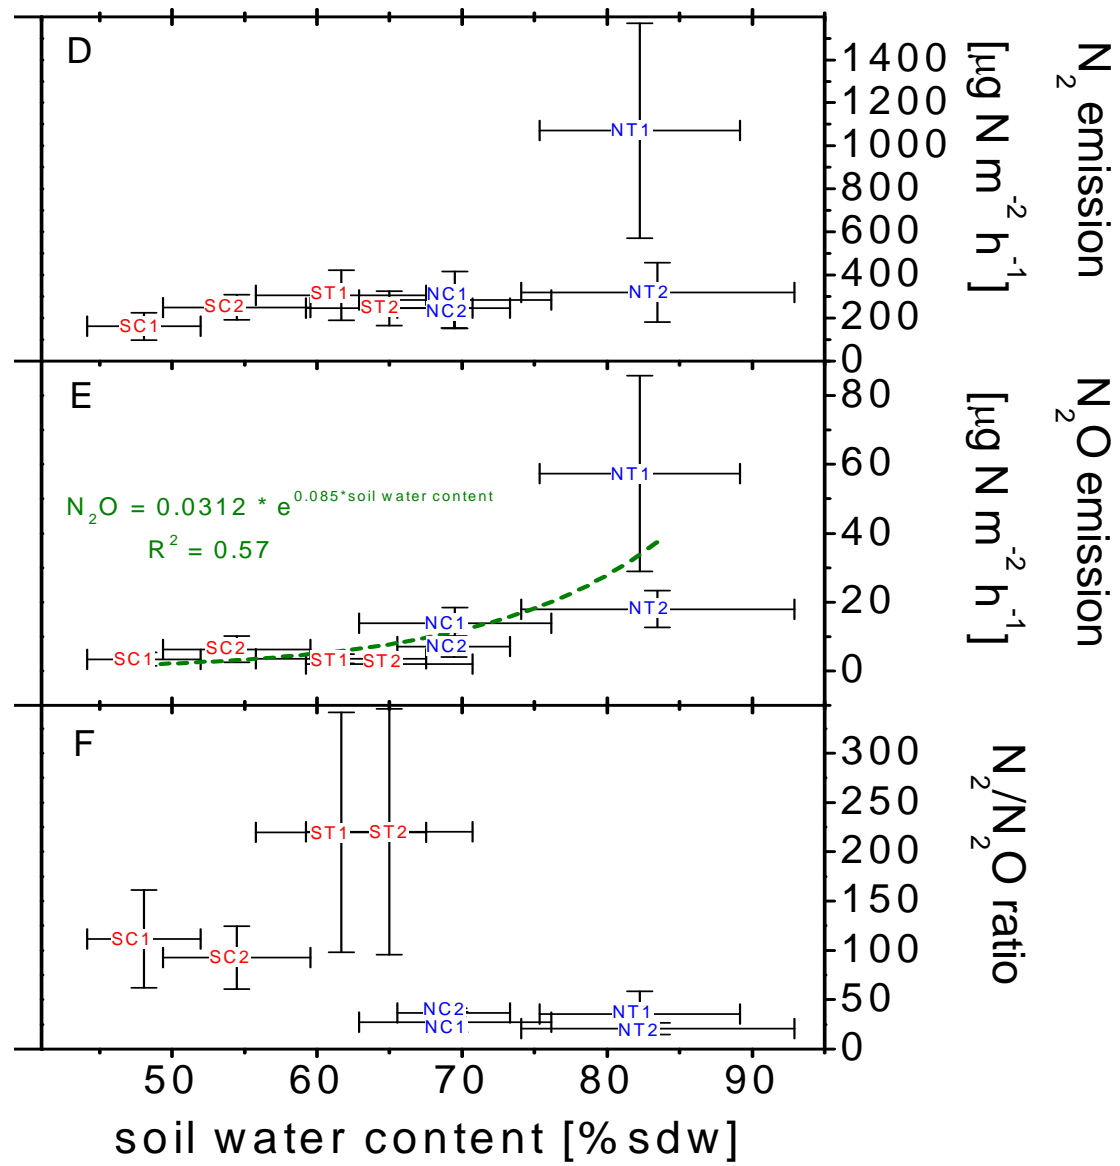 D
1400
1200
1000
800
600
400
200
0
N₂ emission
[µg N m⁻² h⁻¹]
NT1
NT2
NC1
NC2
ST1
ST2
SC2
SC1
E
80
60
40
20
0
N₂O emission
[µg N m⁻² h⁻¹]
N₂O = 0.0312 * e^0.085*soil water content
R² = 0.57
NT1
NT2
NC1
NC2
SC2
SC1
ST1
ST2
F
300
250
200
150
100
50
0
N₂/N₂O ratio
ST1
ST2
SC1
SC2
NC2
NC1
NT1
NT2
50 60 70 80 90
soil water content [% sdw]